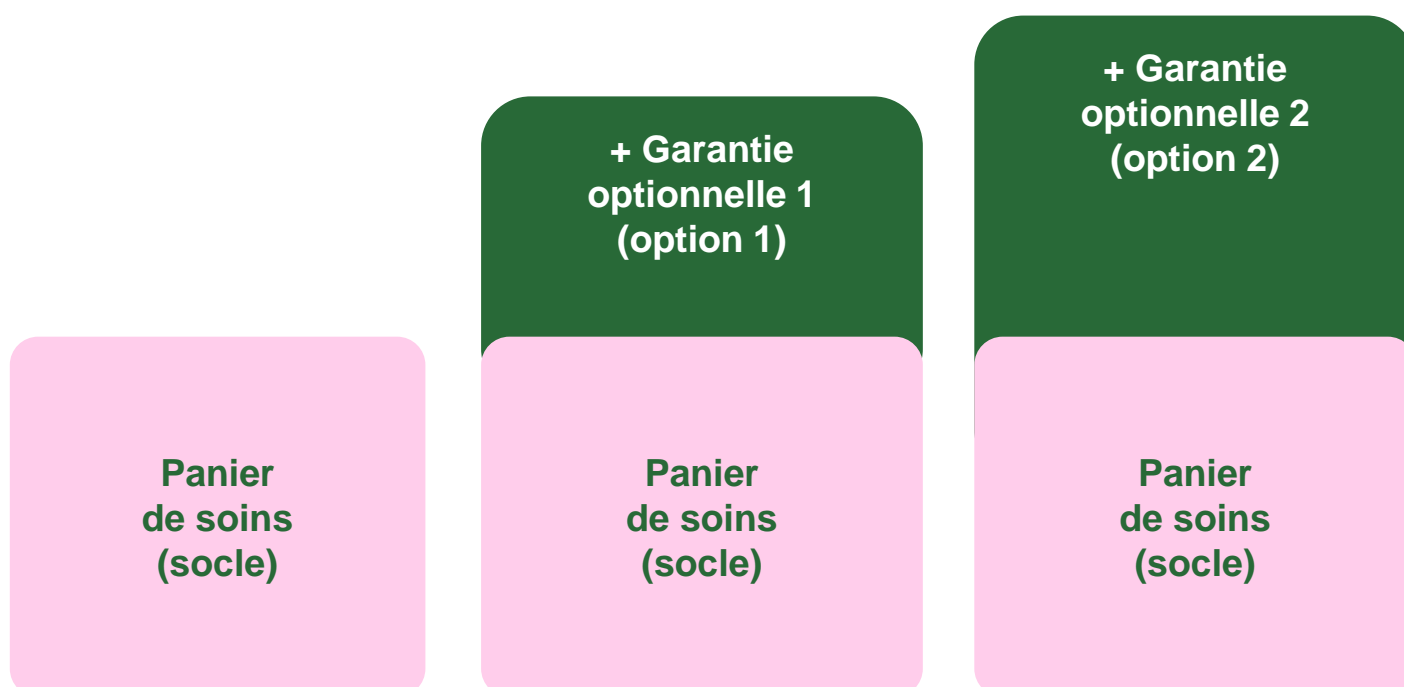 Panier
de soins
(socle)
+ Garantie
optionnelle 1
(option 1)
Panier
de soins
(socle)
+ Garantie
optionnelle 2
(option 2)
Panier
de soins
(socle)